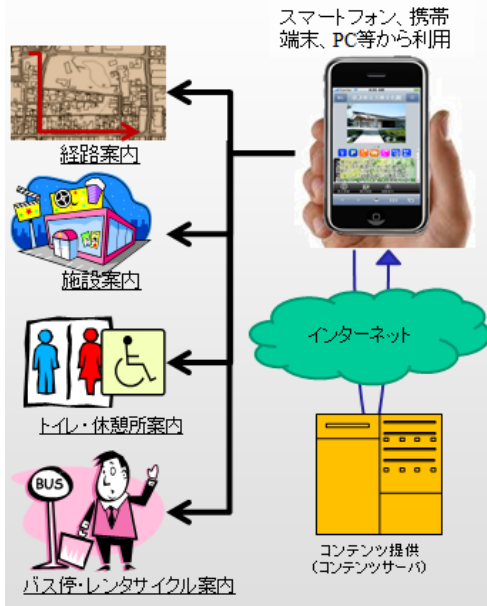 スマートフォン、携帯
端末、PC等から利用
経路案内
施設案内
インターネット
トイレ・休憩所案内
BUS
バス停・レンタサイクル案内
コンテンツ提供
(コンテンツサーバ)